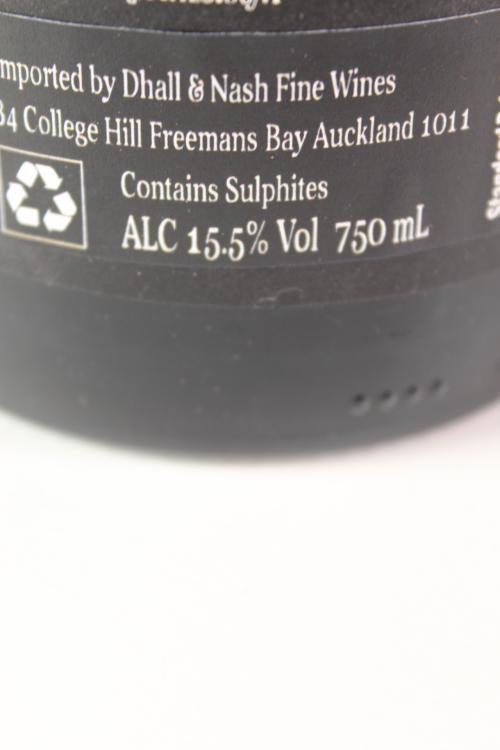 mported by Dhall & Nash Fine Wines
34 College Hill Freemans Bay Auckland 1011
Contains Sulphites
ALC 15.5% Vol 750 mL